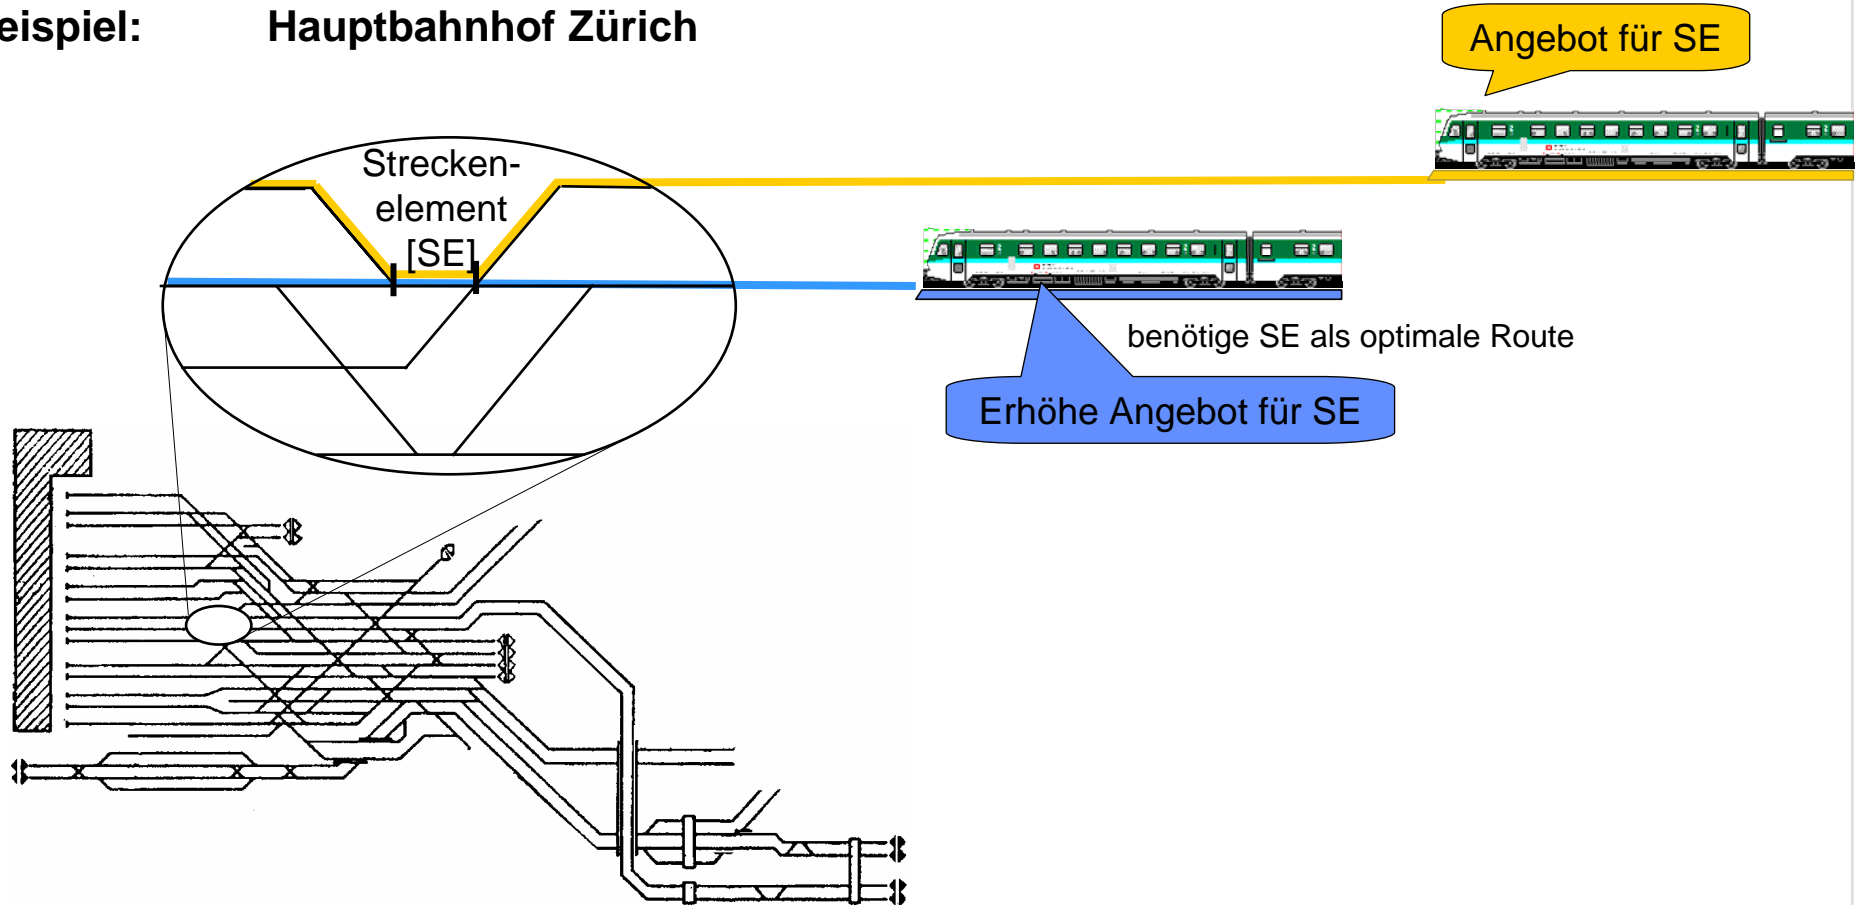 eispiel: Hauptbahnhof Zürich
Angebot für SE
Strecken-
element
[SE]
benötige SE als optimale Route
Erhöhe Angebot für SE